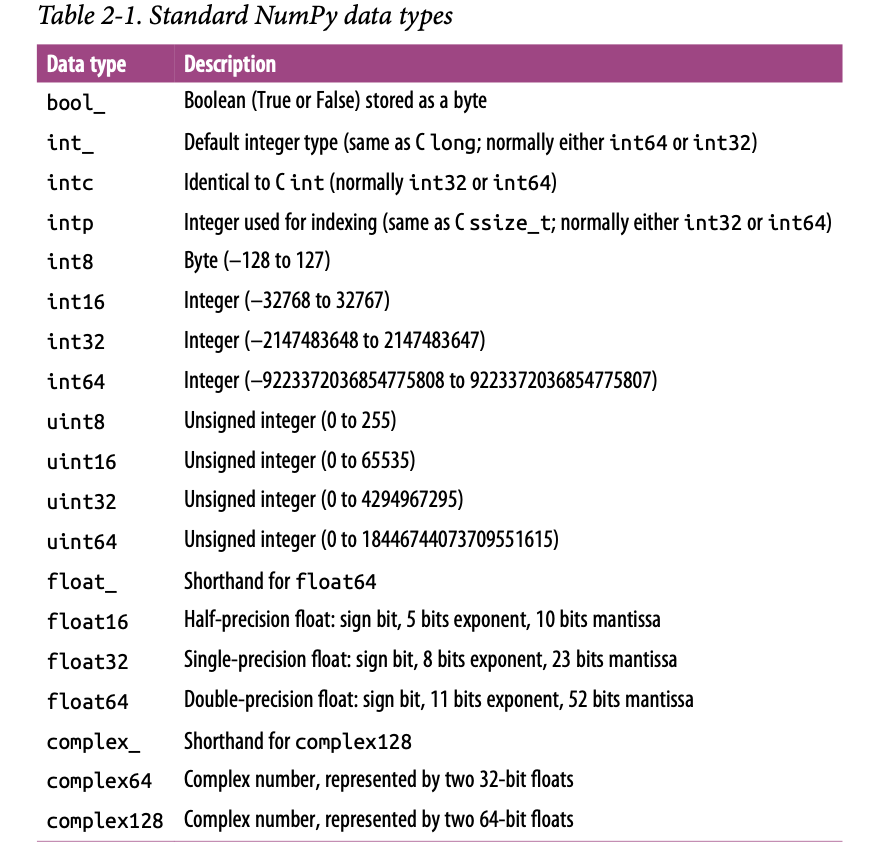 Table 2-1. Standard NumPy data types
Data type Description
bool_ Boolean (True or False) stored as a byte
int_ Default integer type (same as C long; normally either int64 or int32)
intc Identical to C int (normally int32 or int64)
intp Integer used for indexing (same as C ssize_t; normally either int32 or int64)
int8 Byte (–128 to 127)
int16 Integer (–32768 to 32767)
int32 Integer (–2147483648 to 2147483647)
int64 Integer (–9223372036854775808 to 9223372036854775807)
uint8 Unsigned integer (0 to 255)
uint16 Unsigned integer (0 to 65535)
uint32 Unsigned integer (0 to 4294967295)
uint64 Unsigned integer (0 to 18446744073709551615)
float_ Shorthand for float64
float16 Half-precision float: sign bit, 5 bits exponent, 10 bits mantissa
float32 Single-precision float: sign bit, 8 bits exponent, 23 bits mantissa
float64 Double-precision float: sign bit, 11 bits exponent, 52 bits mantissa
complex_ Shorthand for complex128
complex64 Complex number, represented by two 32-bit floats
complex128 Complex number, represented by two 64-bit floats